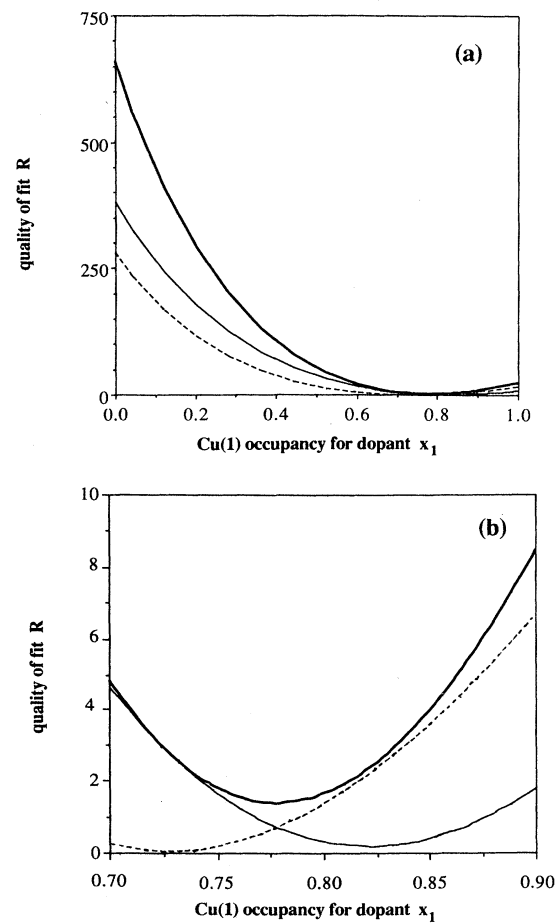 750
(a)
500
quality of fit R
250
0
0.0 0.2 0.4 0.6 0.8 1.0
Cu(1) occupancy for dopant x1
10
(b)
8
6
quality of fit R
4
2
0
0.70 0.75 0.80 0.85 0.90
Cu(1) occupancy for dopant x1